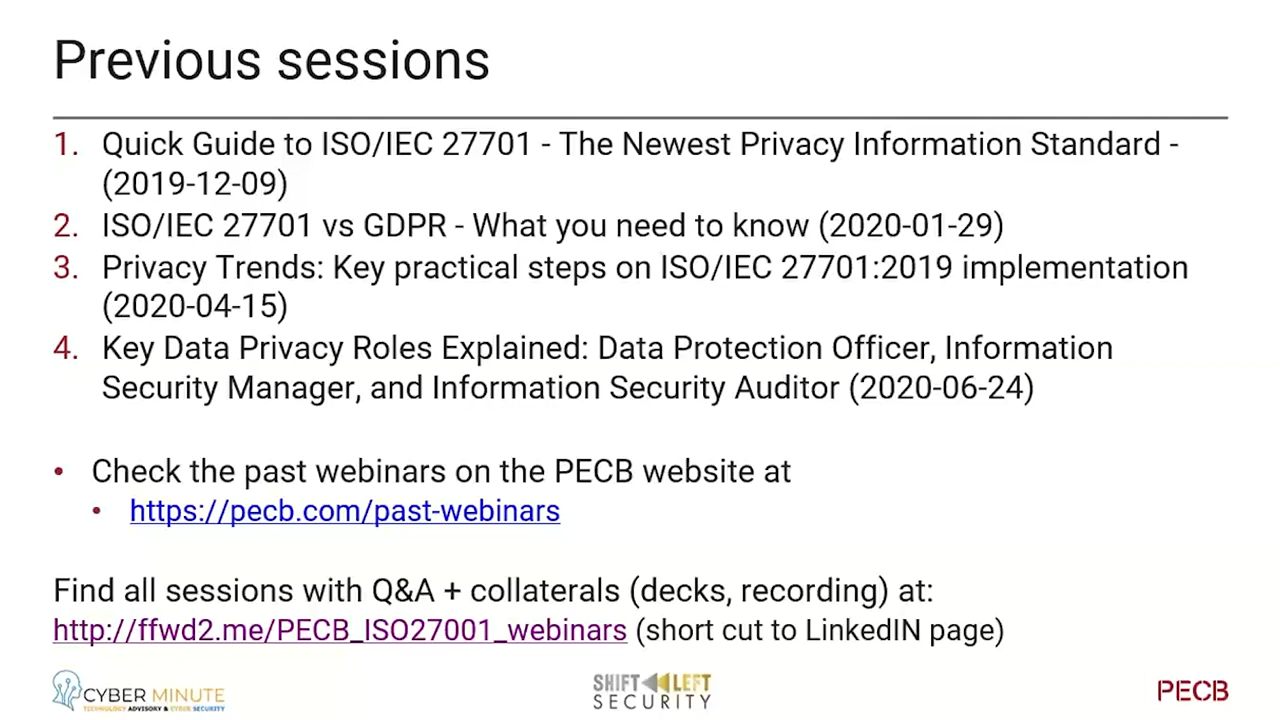 Previous sessions
1. Quick Guide to ISO/IEC 27701 - The Newest Privacy Information Standard -
(2019-12-09)
2. ISO/IEC 27701 vs GDPR - What you need to know (2020-01-29)
3. Privacy Trends: Key practical steps on ISO/IEC 27701:2019 implementation
(2020-04-15)
4. Key Data Privacy Roles Explained: Data Protection Officer, Information
Security Manager, and Information Security Auditor (2020-06-24)
• Check the past webinars on the PECB website at
• https://pecb.com/past-webinars
Find all sessions with Q&A + collaterals (decks, recording) at:
http://ffwd2.me/PECB_ISO27001_webinars (short cut to LinkedIN page)
CYBER MINUTE
TECHNOLOGY ADVISORY & CYBER SECURITY
SHIFT LEFT
SECURITY
PECB